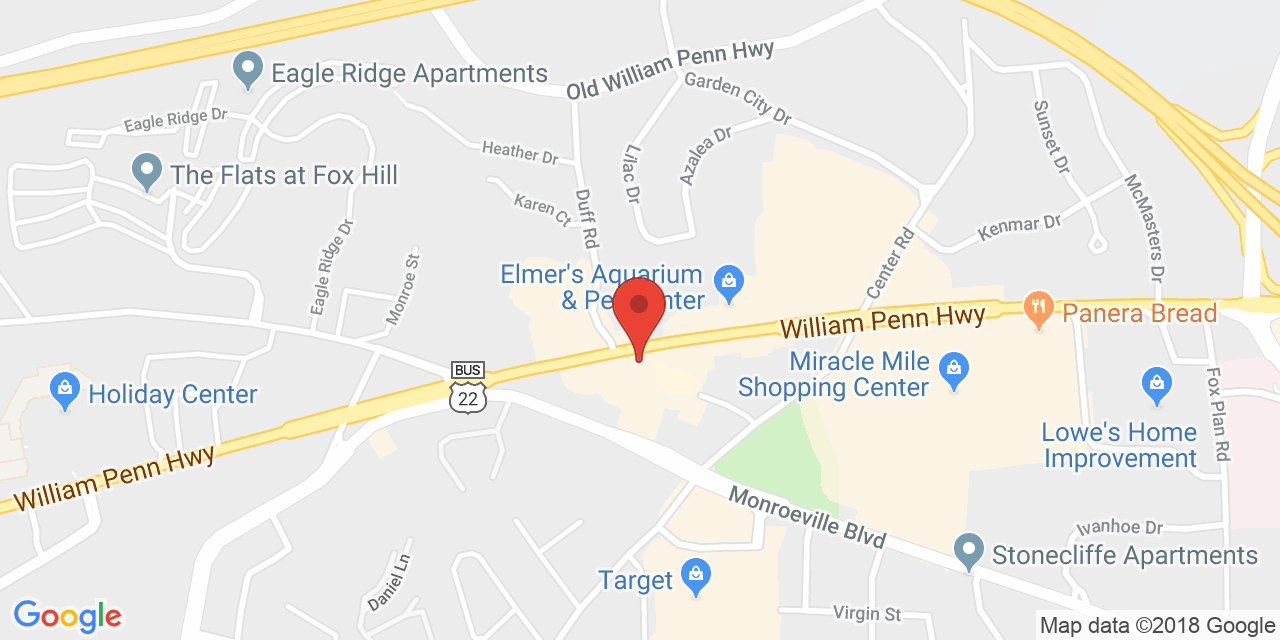 Old William Penn Hwy
Eagle Ridge Apartments
Garden City Dr
Eagle Ridge Dr
Heather Dr
Azalea Dr
Lilac Dr
Sunset Dr
The Flats at Fox Hill
Karen Ct
Duff Rd
McMasters Dr
Kenmar Dr
Eagle Ridge Dr
Monroe St
Center Rd
Elmer's Aquarium
& Pet Center
William Penn Hwy
Panera Bread
Miracle Mile
Shopping Center
BUS
22
Holiday Center
Fox Plan Rd
Lowe's Home
Improvement
William Penn Hwy
Monroeville Blvd
Ivanhoe Dr
Stonecliffe Apartments
Daniel Ln
Target
Virgin St
Google
Map data ©2018 Google